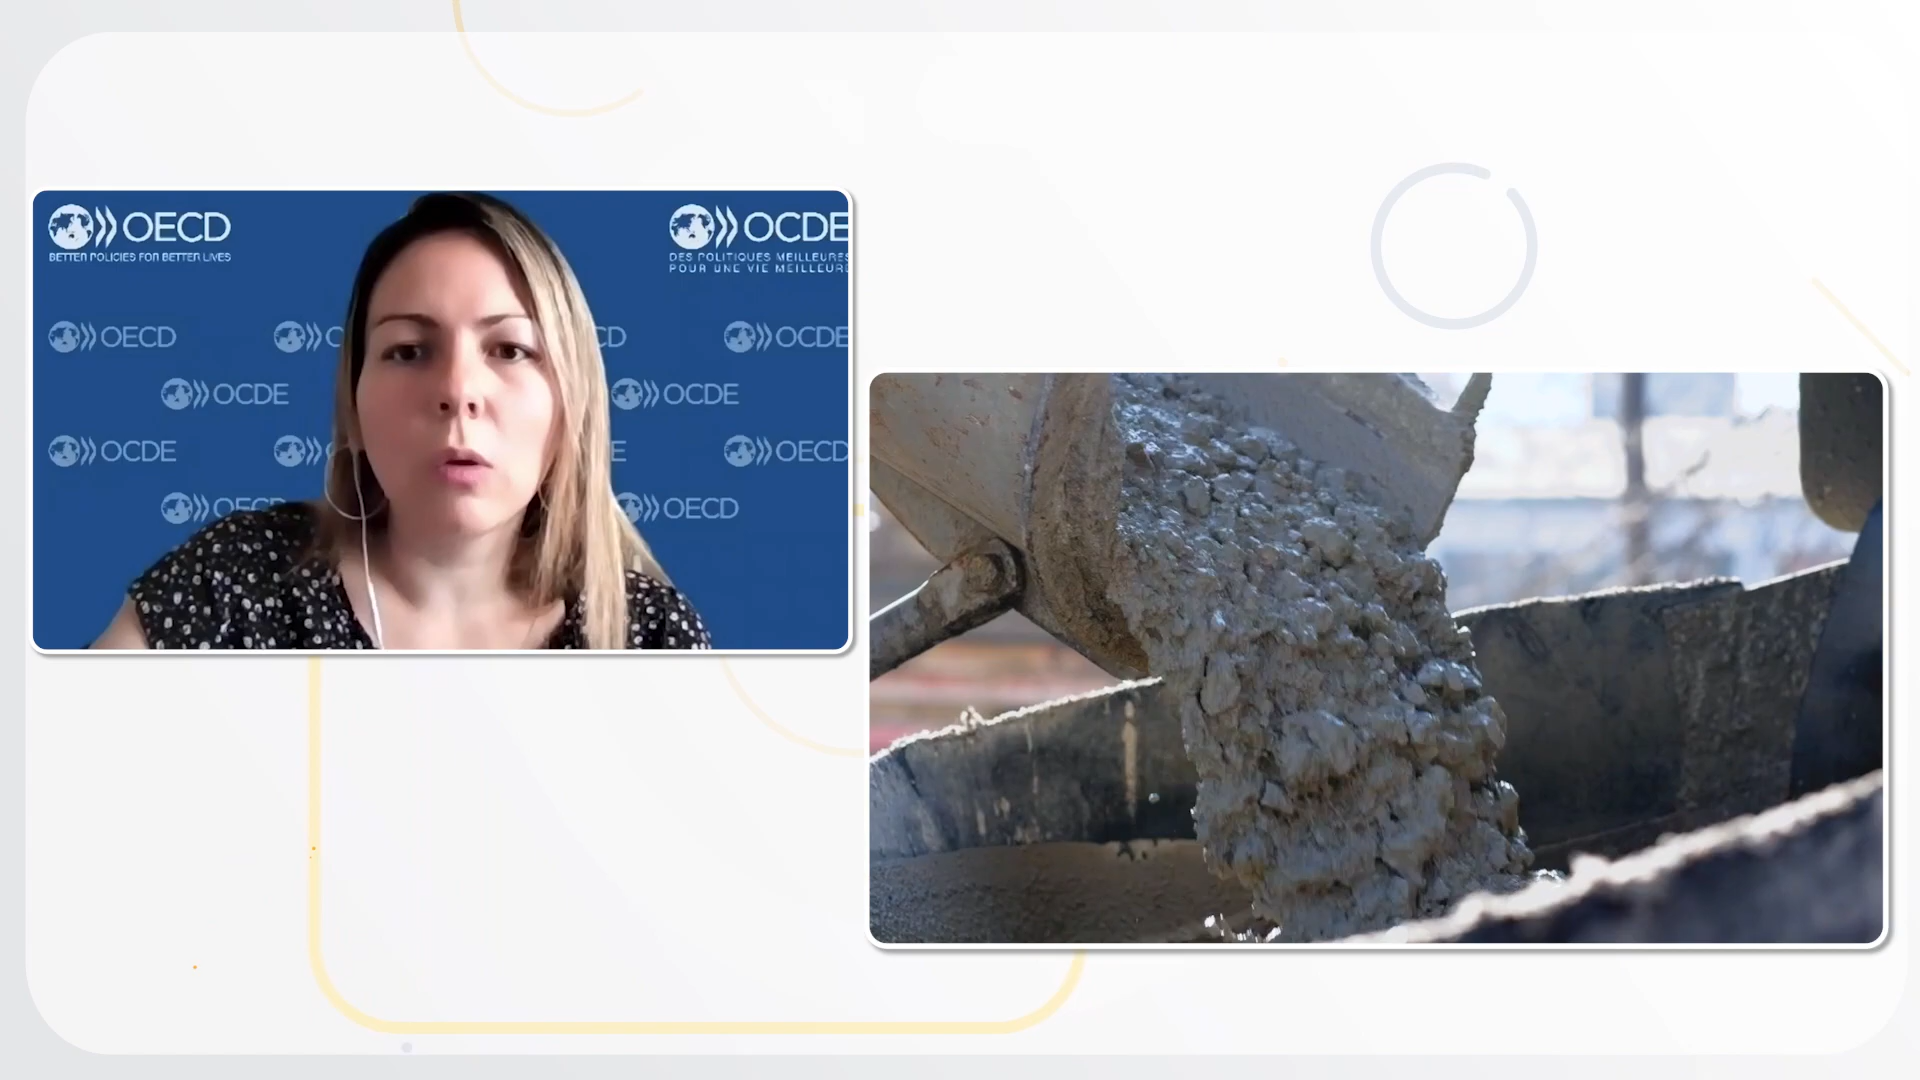 OECD
BETTER POLICIES FOR BETTER LIVES
OCDE
DES POLITIQUES MEILLEURES
POUR UNE VIE MEILLEURE
OECD
OCDE
OCDE
OCDE
OCDE
OECD
OECD
OECD